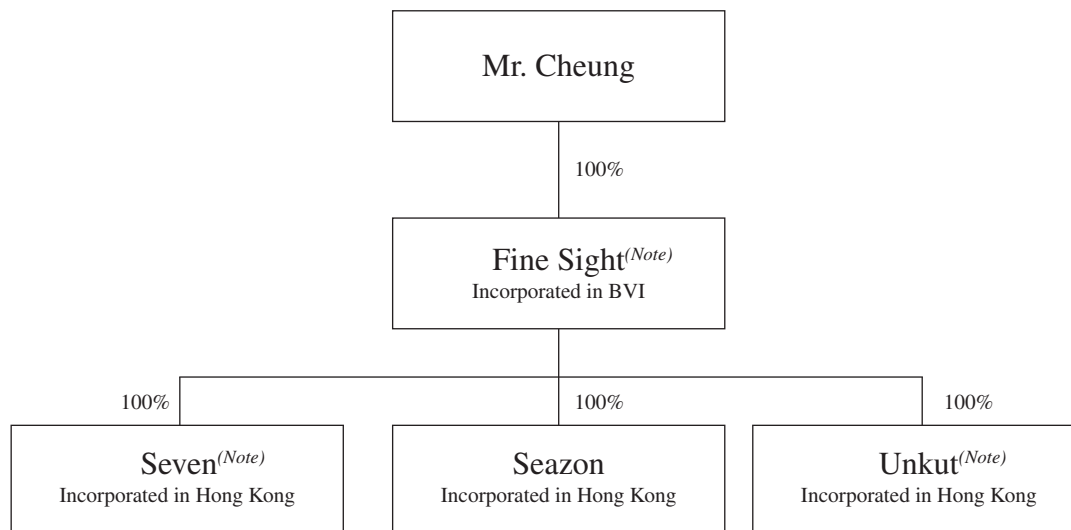 Mr. Cheung
100%
Fine Sight(Note)
Incorporated in BVI
100%
100%
100%
Seven(Note)
Incorporated in Hong Kong
Seazon
Incorporated in Hong Kong
Unkut(Note)
Incorporated in Hong Kong